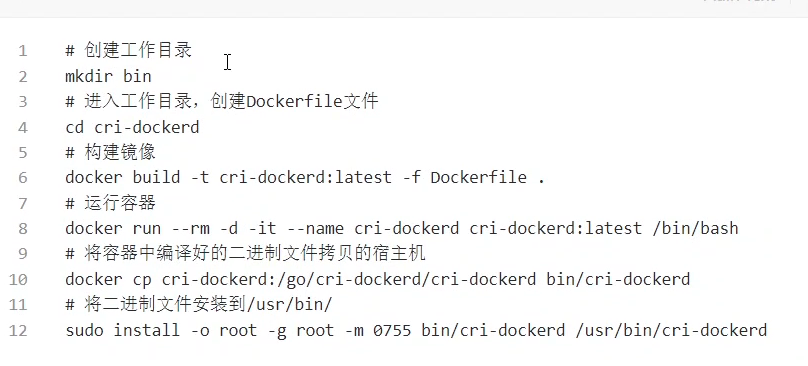 1 # 创建工作目录
2 mkdir bin
3 # 进入工作目录，创建Dockerfile文件
4 cd cri-dockerd
5 # 构建镜像
6 docker build -t cri-dockerd:latest -f Dockerfile .
7 # 运行容器
8 docker run --rm -d -it --name cri-dockerd cri-dockerd:latest /bin/bash
9 # 将容器中编译好的二进制文件拷贝的宿主机
10 docker cp cri-dockerd:/go/cri-dockerd/cri-dockerd bin/cri-dockerd
11 # 将二进制文件安装到/usr/bin/
12 sudo install -o root -g root -m 0755 bin/cri-dockerd /usr/bin/cri-dockerd